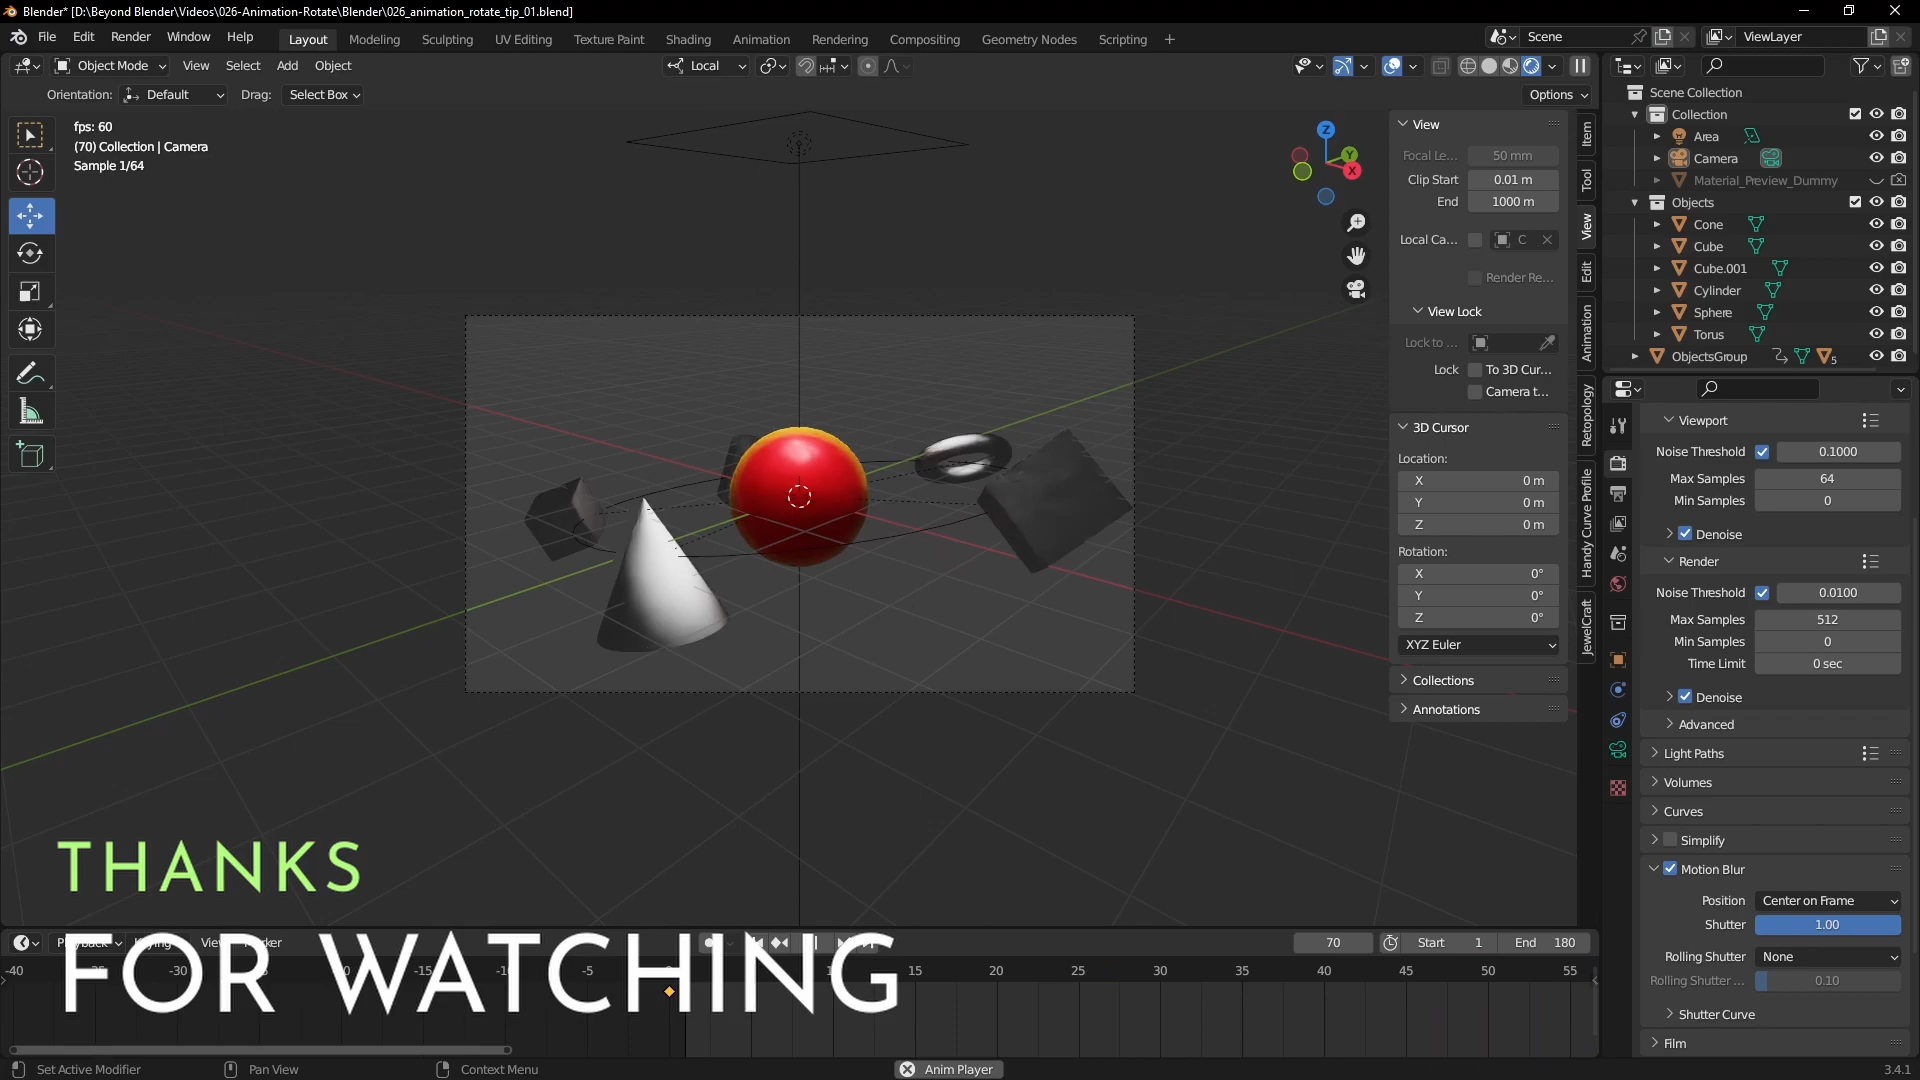 Blender* [D:\Beyond Blender\Videos\026-Animation-Rotate\Blender\026_animation_rotate_tip_01.blend]
File Edit Render Window Help Layout Modeling Sculpting UV Editing Texture Paint Shading Animation Rendering Compositing Geometry Nodes Scripting + Scene ViewLayer
Object Mode View Select Add Object Local
Orientation: Default Drag: Select Box Options
fps: 60
(70) Collection | Camera
Sample 1/64
Z
Y
X
View
Focal Le... 50 mm
Clip Start 0.01 m
End 1000 m
Local Ca... C
Render Re...
View Lock
Lock to ...
Lock To 3D Cur...
Camera t...
3D Cursor
Location:
X 0 m
Y 0 m
Z 0 m
Rotation:
X 0°
Y 0°
Z 0°
XYZ Euler
Collections
Annotations
Item
Tool
View
Edit
Animation
Retopology
Handy Curve Profile
JewelCraft
Scene Collection
Collection
Area
Camera
Material_Preview_Dummy
Objects
Cone
Cube
Cube.001
Cylinder
Sphere
Torus
ObjectsGroup 5
Viewport
Noise Threshold 0.1000
Max Samples 64
Min Samples 0
Denoise
Render
Noise Threshold 0.0100
Max Samples 512
Min Samples 0
Time Limit 0 sec
Denoise
Advanced
Light Paths
Volumes
Curves
Simplify
Motion Blur
Position Center on Frame
Shutter 1.00
Rolling Shutter None
Rolling Shutter ... 0.10
Shutter Curve
Film
THANKS
FOR WATCHING
70 Start 1 End 180
-40 -30 -15 -5 15 20 25 30 35 40 45 50 55
Set Active Modifier Pan View Context Menu Anim Player 3.4.1